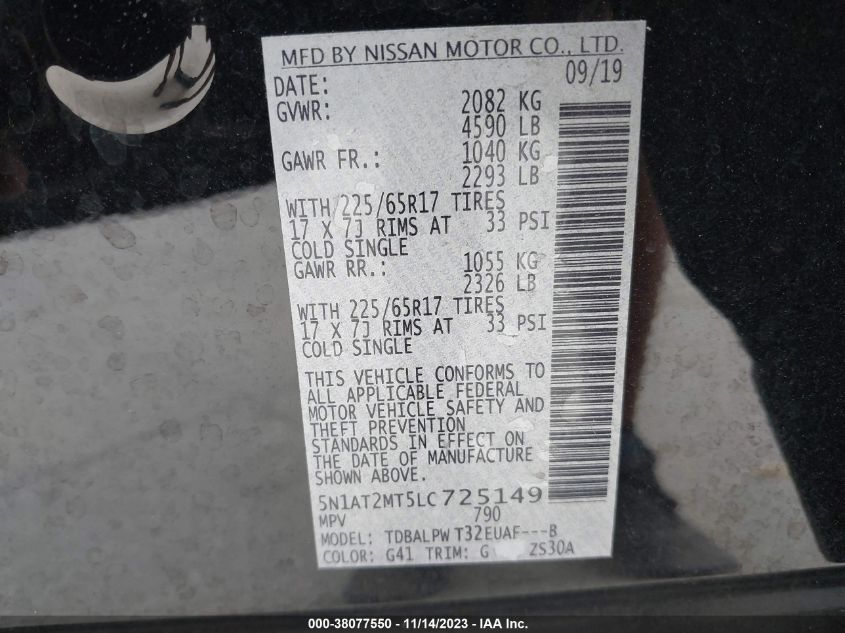 MFD BY NISSAN MOTOR CO., LTD.
DATE: 09/19
GVWR: 2082 KG
4590 LB
GAWR FR.: 1040 KG
2293 LB
WITH 225/65R17 TIRES
17 X 7J RIMS AT 33 PSI
COLD SINGLE
GAWR RR.: 1055 KG
2326 LB
WITH 225/65R17 TIRES
17 X 7J RIMS AT 33 PSI
COLD SINGLE
THIS VEHICLE CONFORMS TO
ALL APPLICABLE FEDERAL
MOTOR VEHICLE SAFETY AND
THEFT PREVENTION
STANDARDS IN EFFECT ON
THE DATE OF MANUFACTURE
SHOWN ABOVE.
5N1AT2MT5LC725149
MPV 790
MODEL: TDBALPW T32EUAF---B
COLOR: G41 TRIM: G ZS30A
000-38077550 - 11/14/2023 - IAA Inc.